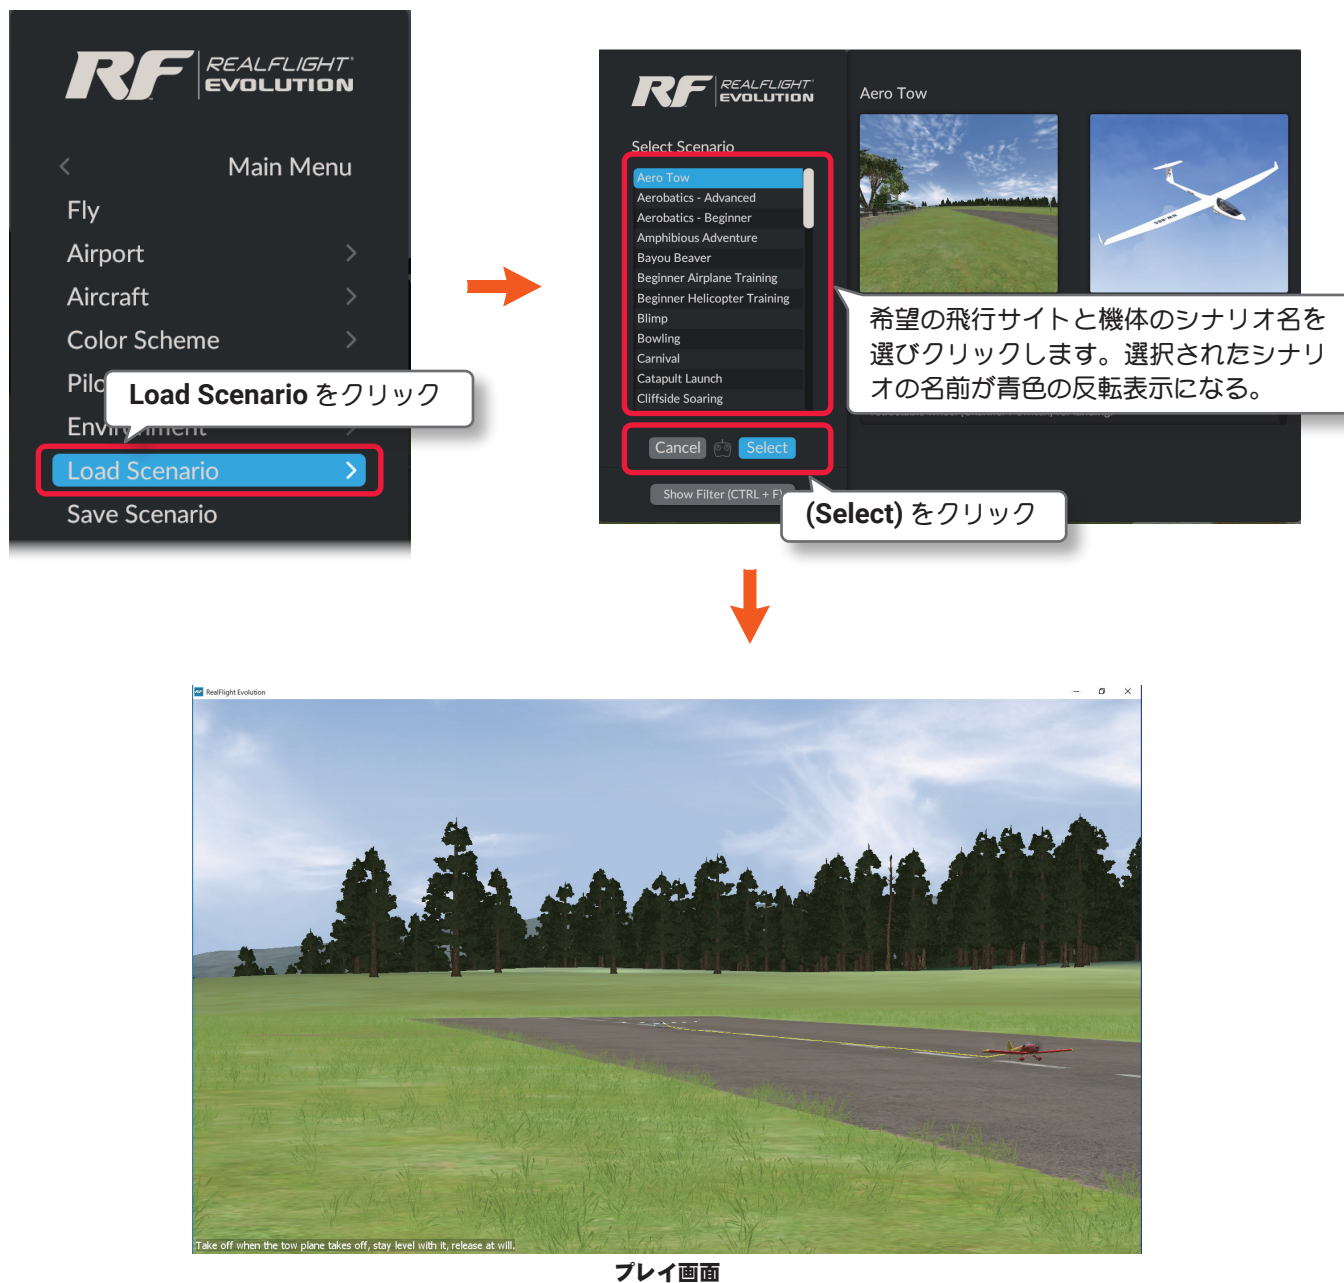 RF REALFLIGHT
EVOLUTION
Main Menu
Fly
Airport
Aircraft
Color Scheme
Load Scenario をクリック
Load Scenario
Save Scenario
RF REALFLIGHT
EVOLUTION
Select Scenario
Aero Tow
Aerobatics - Advanced
Aerobatics - Beginner
Amphibious Adventure
Bayou Beaver
Beginner Airplane Training
Beginner Helicopter Training
Blimp
Bowling
Carnival
Catapult Launch
Cliffside Soaring
Cancel Select
Show Filter (CTRL + F)
Aero Tow
希望の飛行サイトと機体のシナリオ名を
選びクリックします。選択されたシナリ
オの名前が青色の反転表示になる。
(Select) をクリック
RealFlight Evolution
Take off when the tow plane takes off, stay level with it, release at will.
プレイ画面